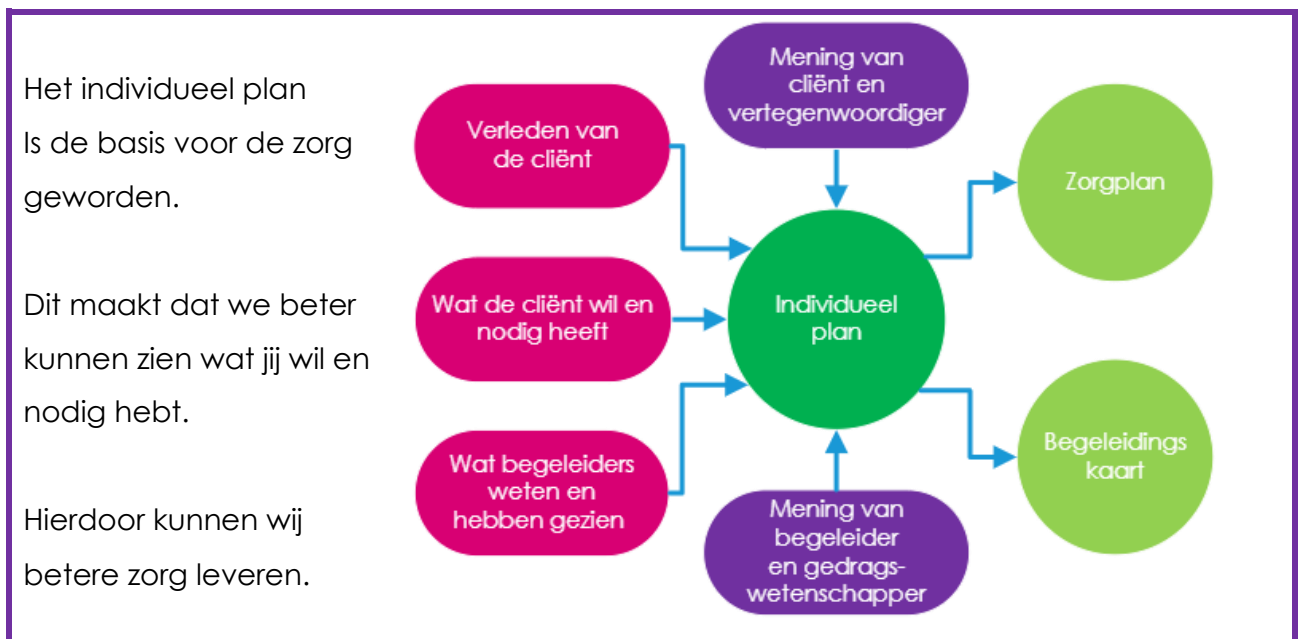 Het individueel plan
Is de basis voor de zorg
geworden.
Dit maakt dat we beter
kunnen zien wat jij wil en
nodig hebt.
Hierdoor kunnen wij
betere zorg leveren.
Verleden van
de cliënt
Wat de cliënt wil en
nodig heeft
Wat begeleiders
weten en
hebben gezien
Mening van
cliënt en
vertegenwoordiger
Individueel
plan
Mening van
begeleider
en gedrags-
wetenschapper
Zorgplan
Begeleidings
kaart